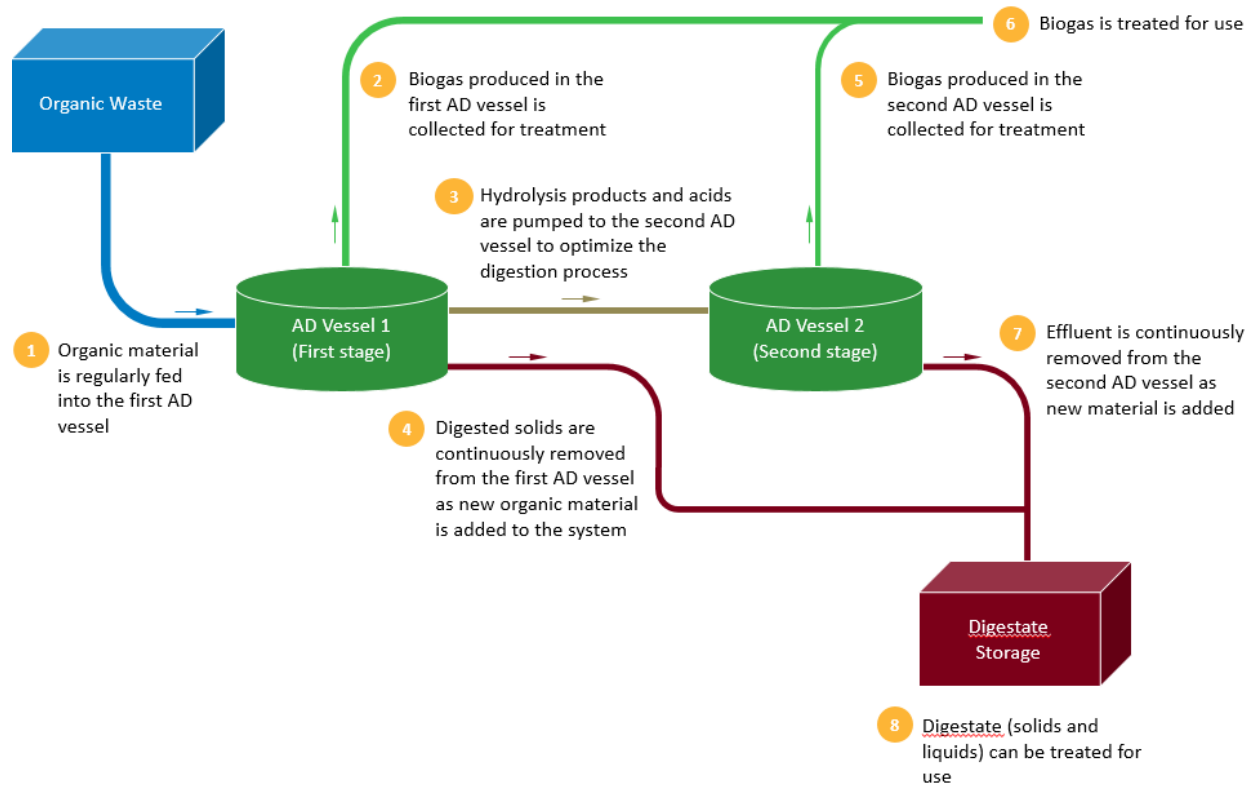 Organic Waste
1
Organic material
is regularly fed
into the first AD
vessel
2
Biogas produced in the
first AD vessel is
collected for treatment
3
Hydrolysis products and acids
are pumped to the second AD
vessel to optimize the
digestion process
AD Vessel 1
(First stage)
4
Digested solids are
continuously removed
from the first AD vessel
as new organic material
is added to the system
5
Biogas produced in the
second AD vessel is
collected for treatment
6
Biogas is treated for use
AD Vessel 2
(Second stage)
7
Effluent is continuously
removed from the
second AD vessel as
new material is added
Digestate
Storage
8
Digestate (solids and
liquids) can be treated for
use